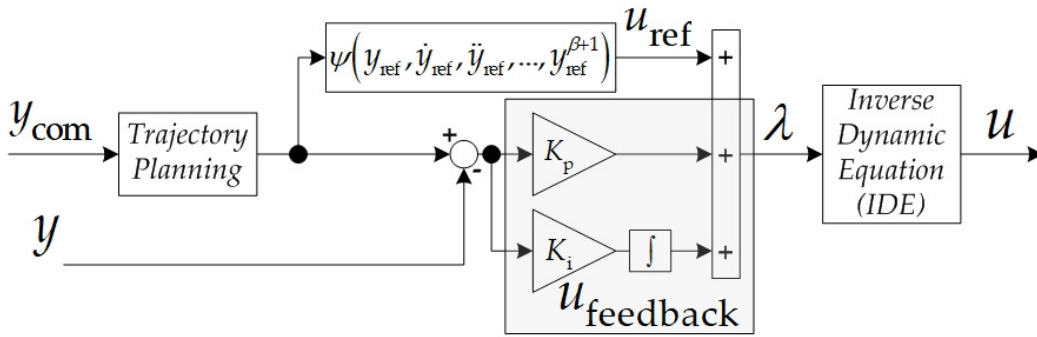 y_com
Trajectory
Planning
ψ(y_ref, ẏ_ref, ÿ_ref, ..., y_ref^{β+1})
u_ref
y
+
-
K_p
K_i
∫
u_feedback
+
+
+
λ
Inverse
Dynamic
Equation
(IDE)
u